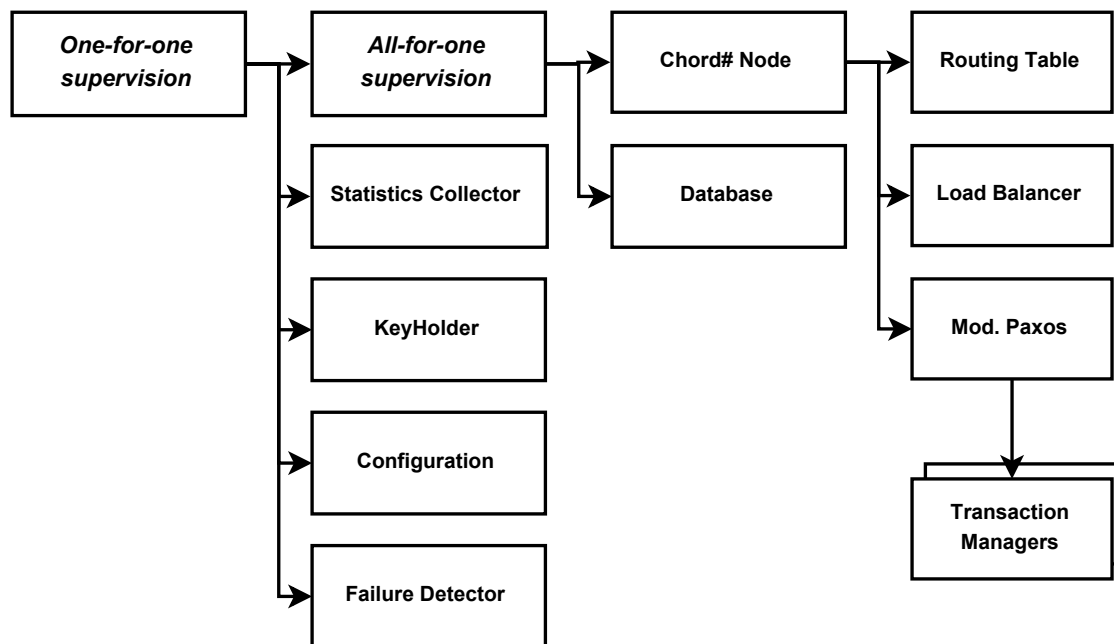 One-for-one
supervision
All-for-one
supervision
Chord# Node
Routing Table
Statistics Collector
Database
Load Balancer
KeyHolder
Mod. Paxos
Configuration
Transaction
Managers
Failure Detector